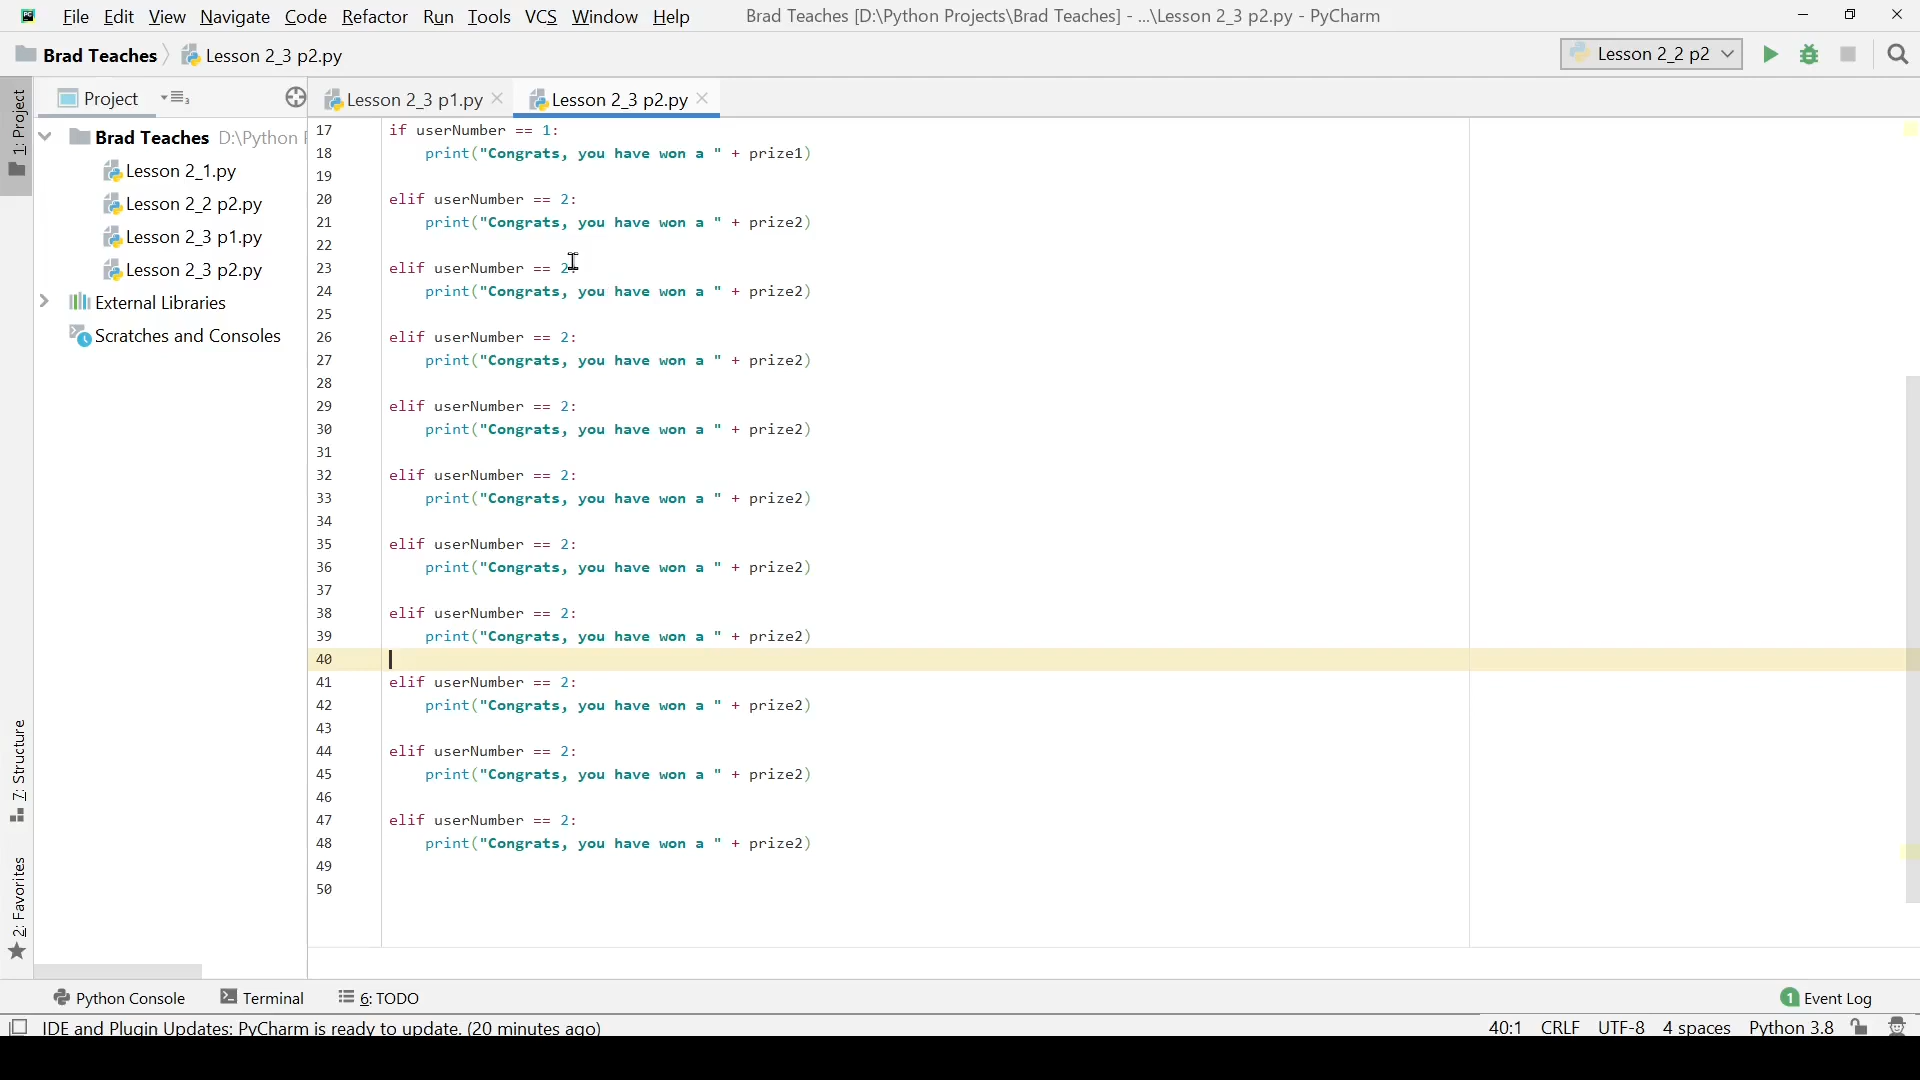 File Edit View Navigate Code Refactor Run Tools VCS Window Help Brad Teaches [D:\Python Projects\Brad Teaches] - ...\Lesson 2_3 p2.py - PyCharm
Brad Teaches Lesson 2_3 p2.py Lesson 2_2 p2
1: Project
Project Lesson 2_3 p1.py Lesson 2_3 p2.py
Brad Teaches D:\Python
Lesson 2_1.py
Lesson 2_2 p2.py
Lesson 2_3 p1.py
Lesson 2_3 p2.py
External Libraries
Scratches and Consoles
7: Structure
2: Favorites
17 if userNumber == 1:
18 print("Congrats, you have won a " + prize1)
19
20 elif userNumber == 2:
21 print("Congrats, you have won a " + prize2)
22
23 elif userNumber == 2:
24 print("Congrats, you have won a " + prize2)
25
26 elif userNumber == 2:
27 print("Congrats, you have won a " + prize2)
28
29 elif userNumber == 2:
30 print("Congrats, you have won a " + prize2)
31
32 elif userNumber == 2:
33 print("Congrats, you have won a " + prize2)
34
35 elif userNumber == 2:
36 print("Congrats, you have won a " + prize2)
37
38 elif userNumber == 2:
39 print("Congrats, you have won a " + prize2)
40
41 elif userNumber == 2:
42 print("Congrats, you have won a " + prize2)
43
44 elif userNumber == 2:
45 print("Congrats, you have won a " + prize2)
46
47 elif userNumber == 2:
48 print("Congrats, you have won a " + prize2)
49
50
Python Console Terminal 6: TODO 1 Event Log
IDE and Plugin Updates: PyCharm is ready to update. (20 minutes ago) 40:1 CRLF UTF-8 4 spaces Python 3.8